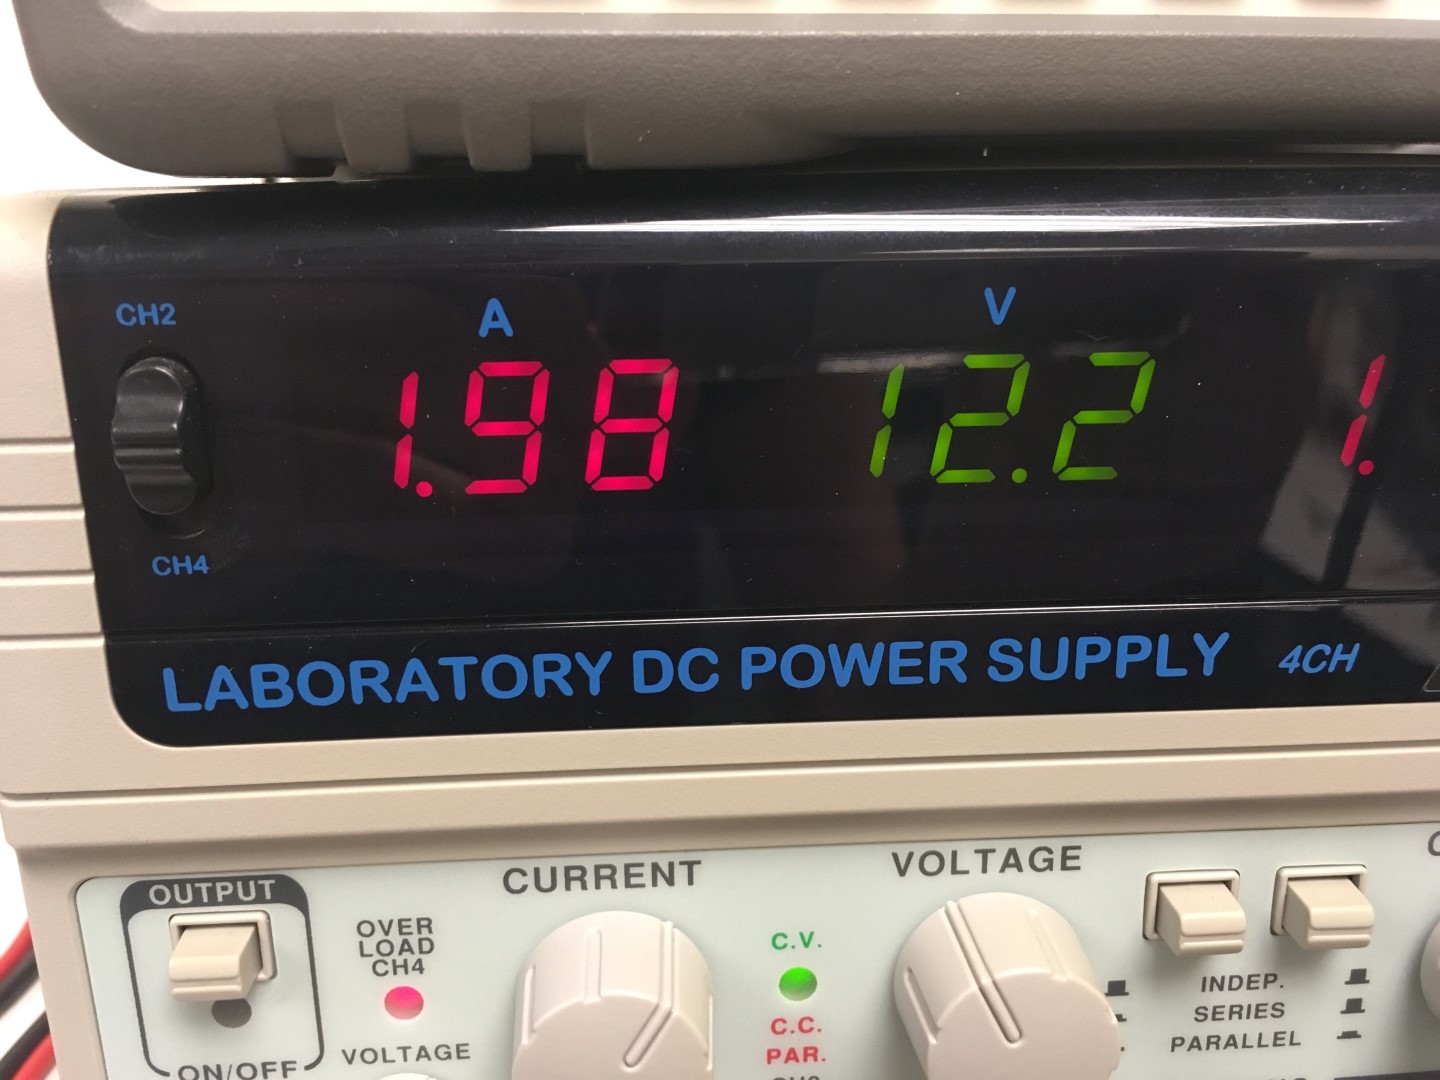 CH2
A
V
1.98
12.2
1.
CH4
LABORATORY DC POWER SUPPLY 4CH
OUTPUT
ON/OFF
OVER
LOAD
CH4
VOLTAGE
CURRENT
C.V.
C.C.
PAR.
VOLTAGE
INDEP.
SERIES
PARALLEL